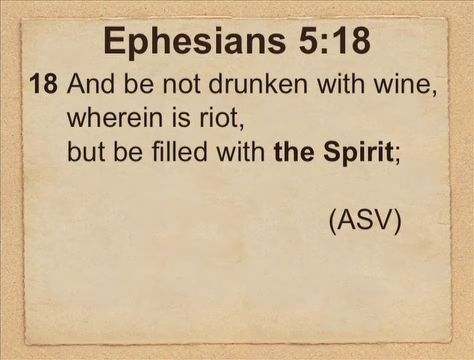 Ephesians 5:18
18 And be not drunken with wine,
wherein is riot,
but be filled with the Spirit;
(ASV)